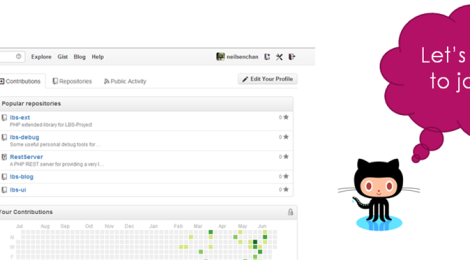 Explore Gist Blog Help
neilsenchan
Contributions Repositories Public Activity
Edit Your Profile
Popular repositories
lbs-ext
PHP extended library for LBS-Project
0
lbs-debug
Some useful personal debug tools for ...
0
RestServer
A PHP REST server for providing a very l...
0
lbs-blog
0
lbs-ui
0
Your Contributions
Jul Aug Sep Oct Nov Dec Jan Feb Mar Apr May Jun
M
W
F
Let's
to jo